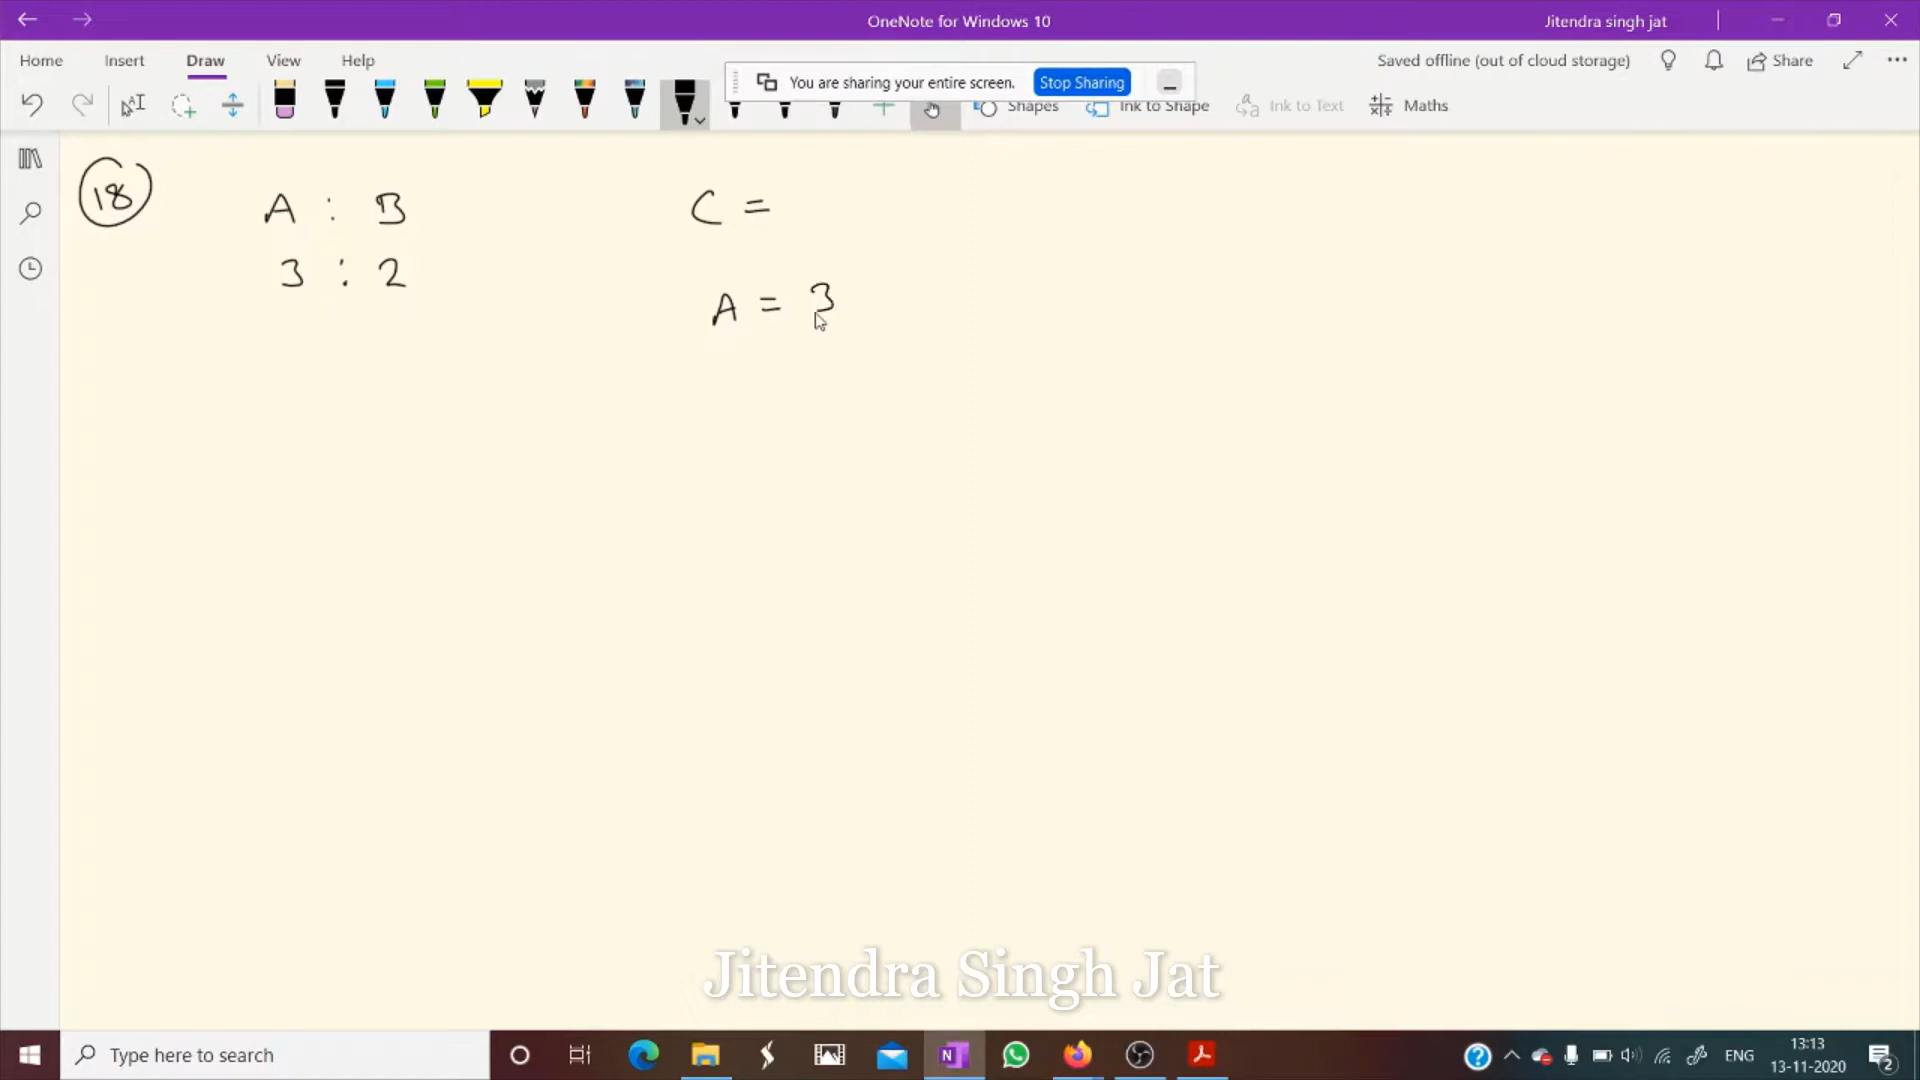 OneNote for Windows 10
Jitendra singh jat
Home Insert Draw View Help
You are sharing your entire screen. Stop Sharing
Saved offline (out of cloud storage)
Share
Shapes Ink to Shape Ink to Text Maths
18
A : B
3 : 2
C =
A = 3
Jitendra Singh Jat
Type here to search
ENG
13:13
13-11-2020
2